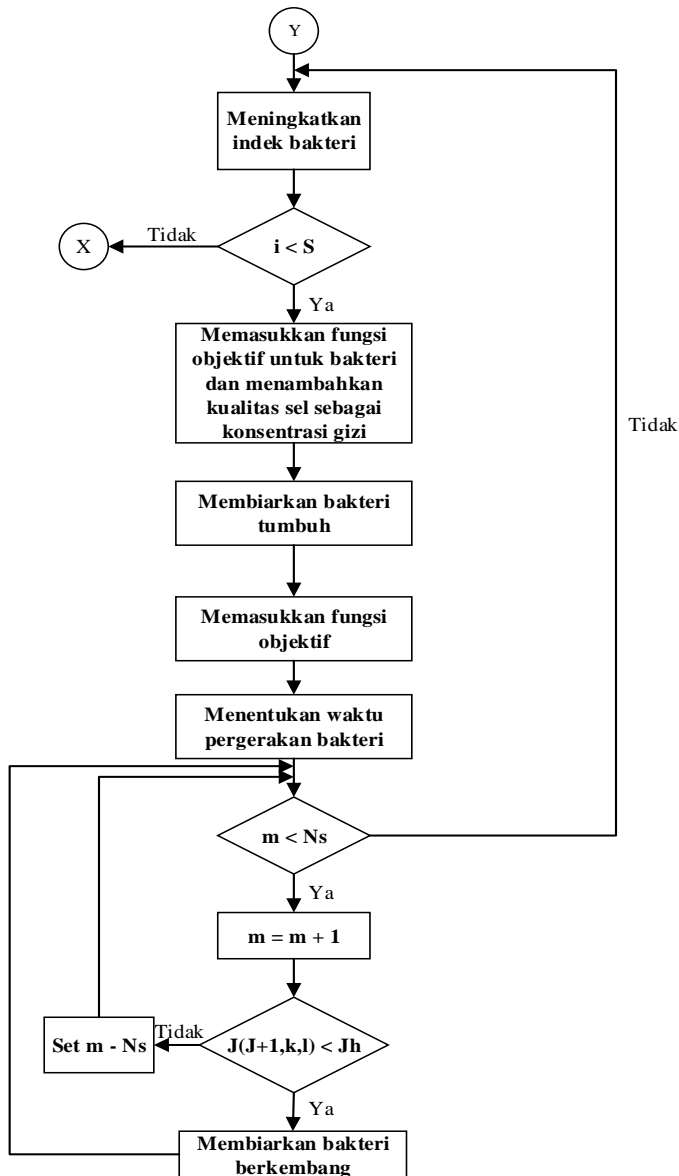 Y
Meningkatkan
indek bakteri
Tidak
X
i < S
Ya
Memasukkan fungsi
objektif untuk bakteri
dan menambahkan
kualitas sel sebagai
konsentrasi gizi
Tidak
Membiarkan bakteri
tumbuh
Memasukkan fungsi
objektif
Menentukan waktu
pergerakan bakteri
m < Ns
Ya
m = m + 1
Set m - Ns
Tidak
J(J+1,k,l) < Jh
Ya
Membiarkan bakteri
berkembang